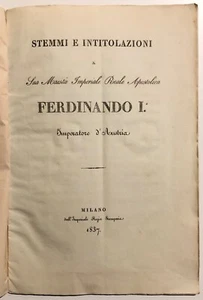 STEMMI E INTITOLAZIONI
di
Sua Maestà Imperiale Reale Apostolica
FERDINANDO I.°
Imperatore d'Austria
MILANO
dall'Imperiale Regia Stamperia
1837.